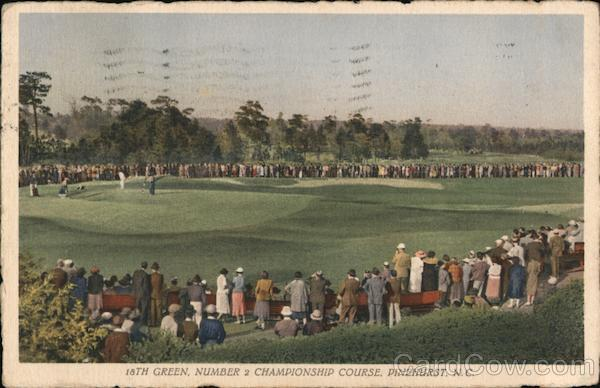 18TH GREEN, NUMBER 2 CHAMPIONSHIP COURSE, PINEHURST, N.C.
CardCow.com